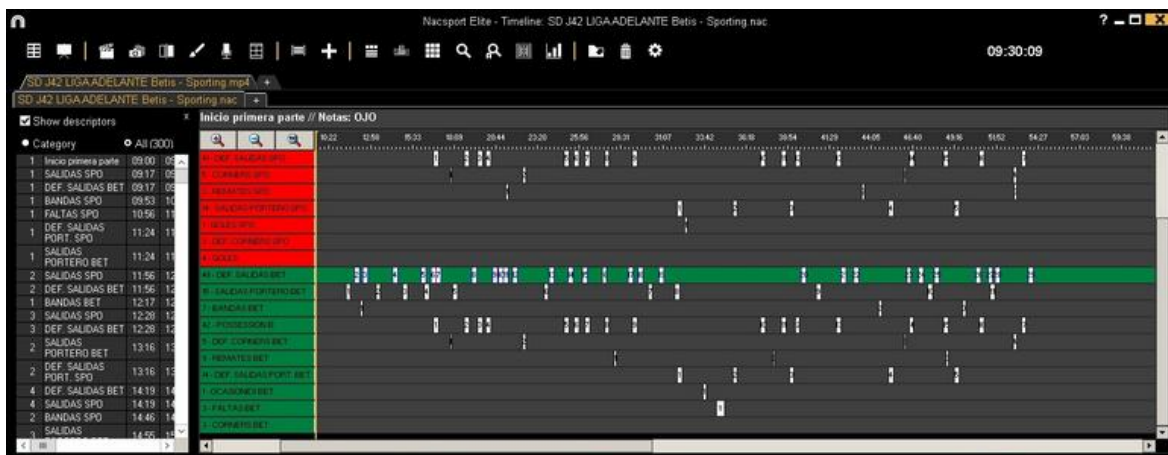 Nacsport Elite - Timeline: SD J42 LIGA ADELANTE Betis - Sporting.nac
09:30:09
SD J42 LIGA ADELANTE Betis - Sporting.mp4 +
SD J42 LIGA ADELANTE Betis - Sporting.nac +
Show descriptors x
Category All (300)
1 Inicio primera parte 09:00
1 SALIDAS SPO 09:17
1 DEF. SALIDAS BET 09:17
1 BANDAS SPO 09:53
1 FALTAS SPO 10:56
1 DEF. SALIDAS PORT. SPO 11:24
1 SALIDAS PORTERO BET 11:24
2 SALIDAS SPO 11:56
2 DEF. SALIDAS BET 11:56
1 BANDAS BET 12:17
3 SALIDAS SPO 12:28
3 DEF. SALIDAS BET 12:28
2 SALIDAS PORTERO BET 13:16
2 DEF. SALIDAS PORT. SPO 13:16
4 DEF. SALIDAS BET 14:19
4 SALIDAS SPO 14:19
2 BANDAS SPO 14:46
3 SALIDAS 14:55
Inicio primera parte // Notas: OJO
10:22 12:58 15:33 18:09 20:44 23:20 25:56 28:31 31:07 33:42 36:18 38:54 41:29 44:05 46:40 49:16 51:52 54:27 57:03 59:38
DEF. SALIDAS SPO
CORNERS SPO
REMATES SPO
SALIDAS PORTERO SPO
GOLES SPO
DEF. CORNERS SPO
GOLES
DEF. SALIDAS BET
SALIDAS PORTERO BET
7 - BANDAS BET
42 - POSSESSION B
DEF. CORNERS BET
REMATES BET
DEF. SALIDAS PORT. BET
OCASIONES BET
FALTAS BET
CORNERS BET